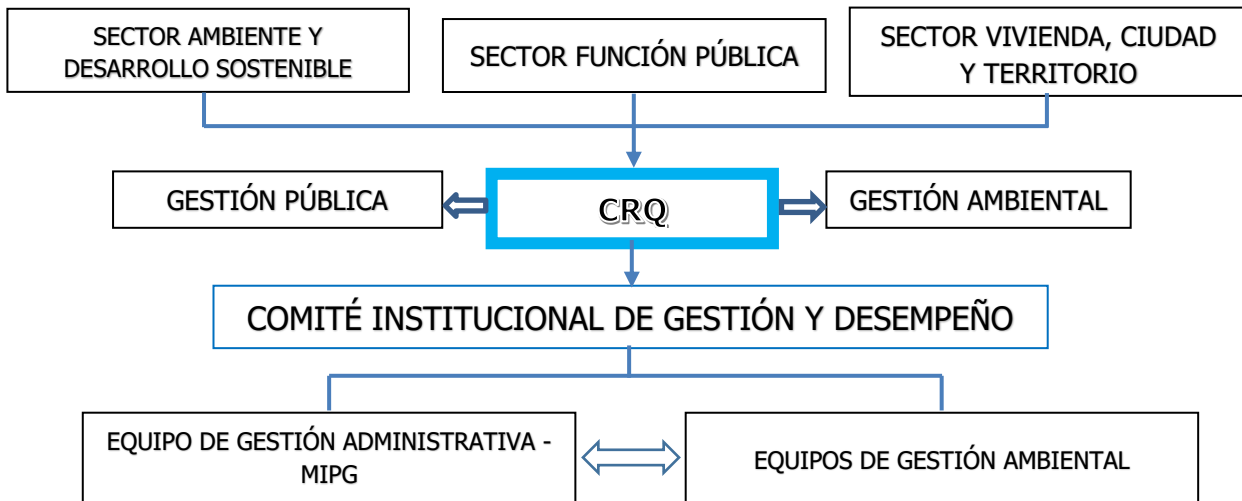 SECTOR AMBIENTE Y
DESARROLLO SOSTENIBLE
SECTOR FUNCIÓN PÚBLICA
SECTOR VIVIENDA, CIUDAD
Y TERRITORIO
GESTIÓN PÚBLICA
CRQ
GESTIÓN AMBIENTAL
COMITÉ INSTITUCIONAL DE GESTIÓN Y DESEMPEÑO
EQUIPO DE GESTIÓN ADMINISTRATIVA -
MIPG
EQUIPOS DE GESTIÓN AMBIENTAL